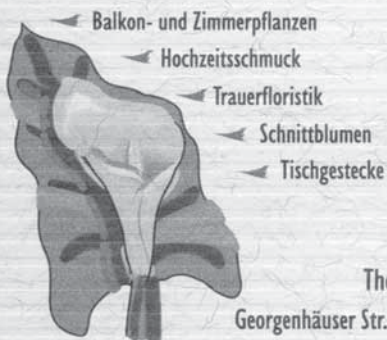 Balkon- und Zimmerpflanzen
Hochzeitsschmuck
Trauerfloristik
Schnittblumen
Tischgestecke
Georgenhäuser Str.